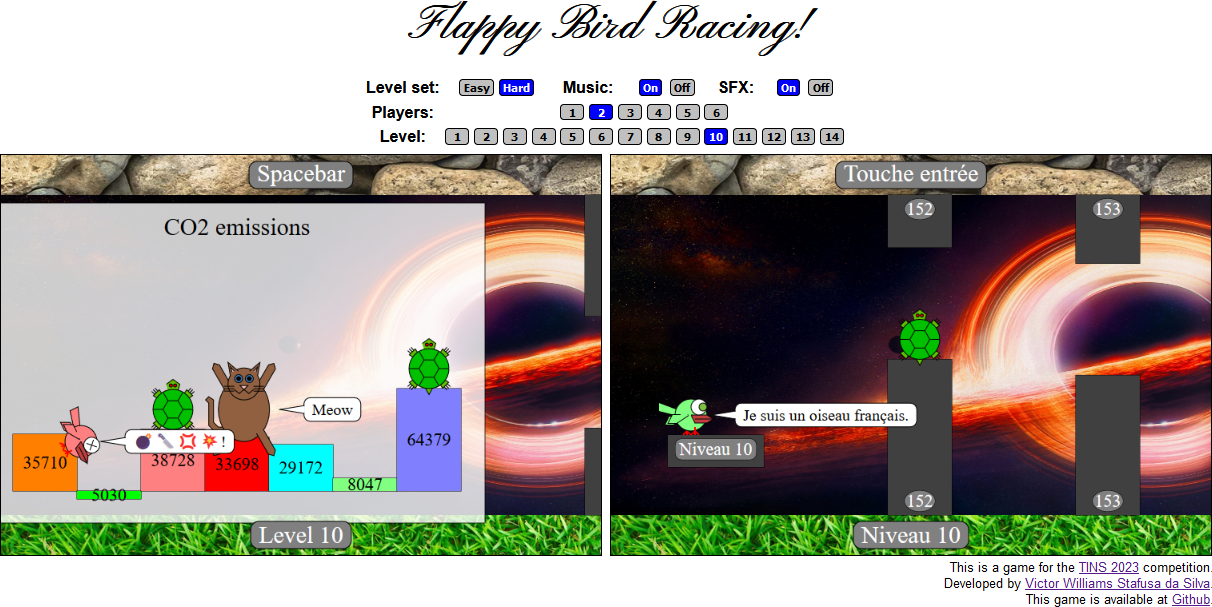 Flappy Bird Racing!
Level set: Easy Hard Music: On Off SFX: On Off
Players: 1 2 3 4 5 6
Level: 1 2 3 4 5 6 7 8 9 10 11 12 13 14
Spacebar
CO2 emissions
Meow
!
35710
5030
38728
33698
29172
8047
64379
Level 10
Touche entrée
152
153
Je suis un oiseau français.
Niveau 10
152
153
Niveau 10
This is a game for the TINS 2023 competition.
Developed by Victor Williams Stafusa da Silva.
This game is available at Github.